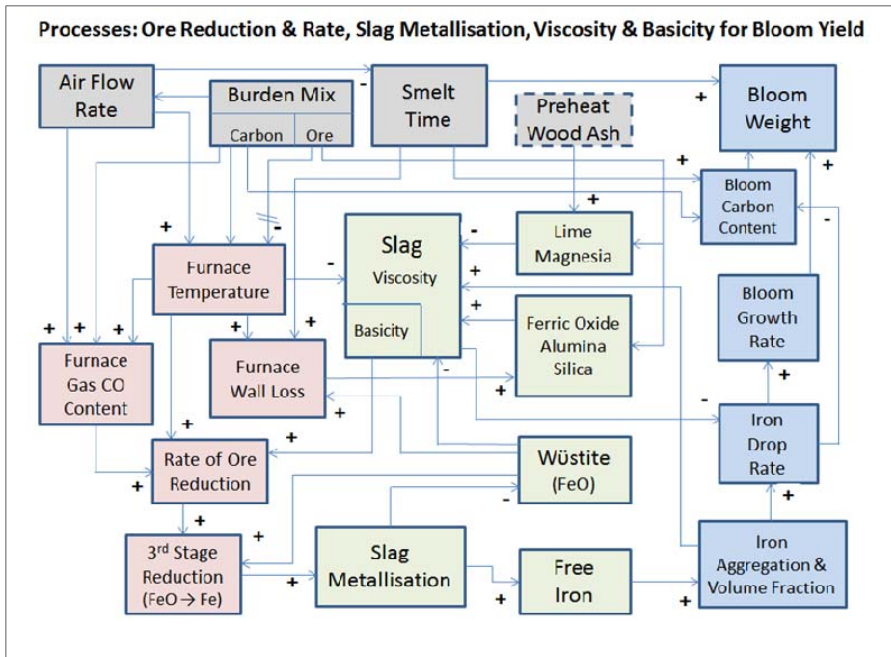 Processes: Ore Reduction & Rate, Slag Metallisation, Viscosity & Basicity for Bloom Yield
Air Flow
Rate
-
Burden Mix
Carbon
Ore
Smelt
Time
Preheat
Wood Ash
+
Bloom
Weight
+
+
+
Bloom
Carbon
Content
-
+
-
+
-
Slag
Viscosity
Basicity
-
+
+
Lime
Magnesia
Furnace
Temperature
-
Bloom
Growth
Rate
Ferric Oxide
Alumina
Silica
+
+
+
+
+
+
Furnace
Gas CO
Content
Furnace
Wall Loss
+
-
+
-
Iron
Drop
Rate
+
+
+
+
Rate of Ore
Reduction
Wüstite
(FeO)
-
+
+
+
3rd Stage
Reduction
(FeO → Fe)
+
Slag
Metallisation
+
Free
Iron
+
Iron
Aggregation &
Volume Fraction